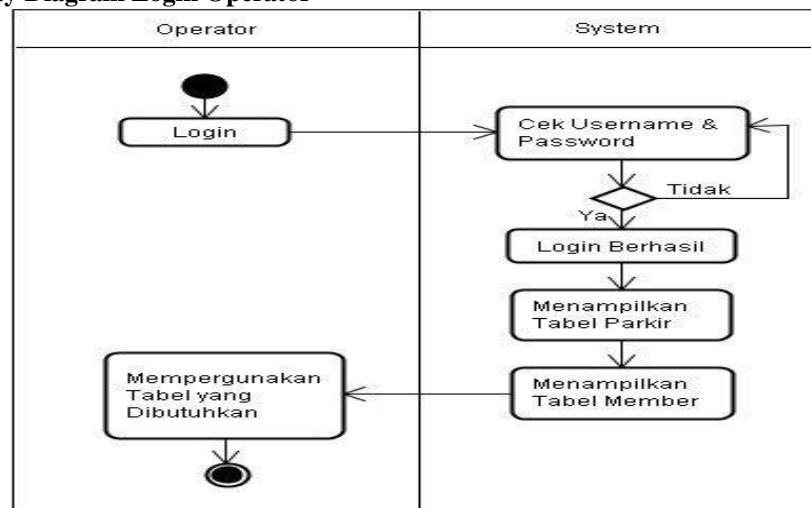 Diagram Login Operator
Operator
System
Login
Cek Username &
Password
Tidak
Ya
Login Berhasil
Menampilkan
Tabel Parkir
Menampilkan
Tabel Member
Mempergunakan
Tabel yang
Dibutuhkan